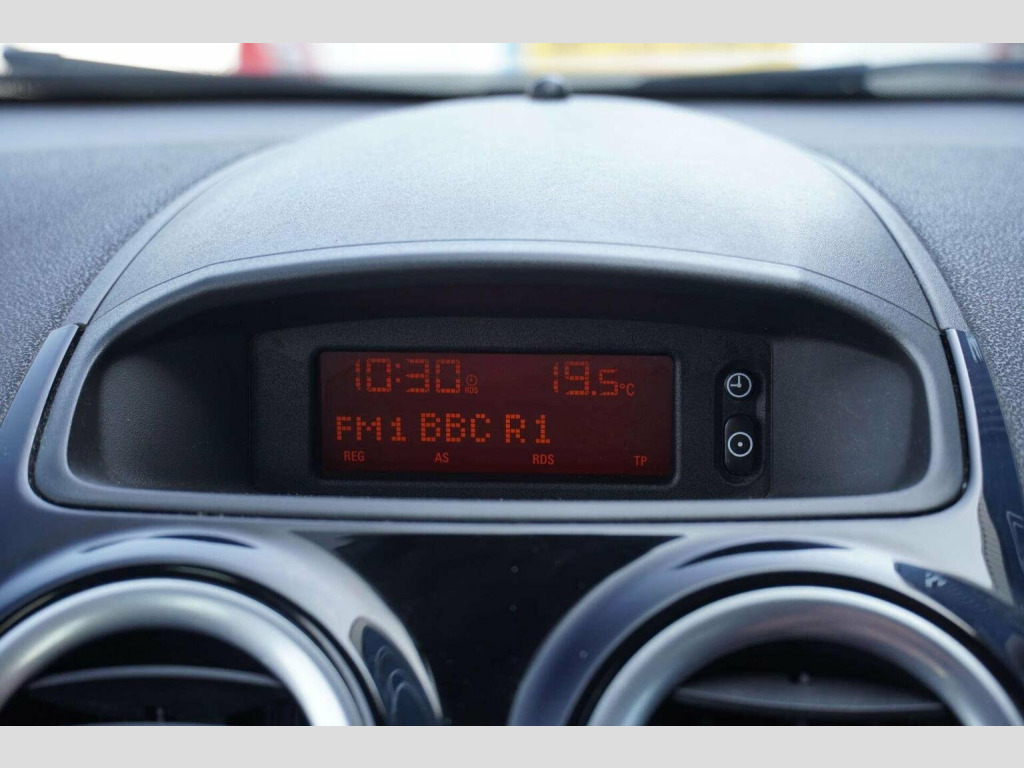 10:30 RDS 19.5°C
FM1 BBC R1
REG AS RDS TP